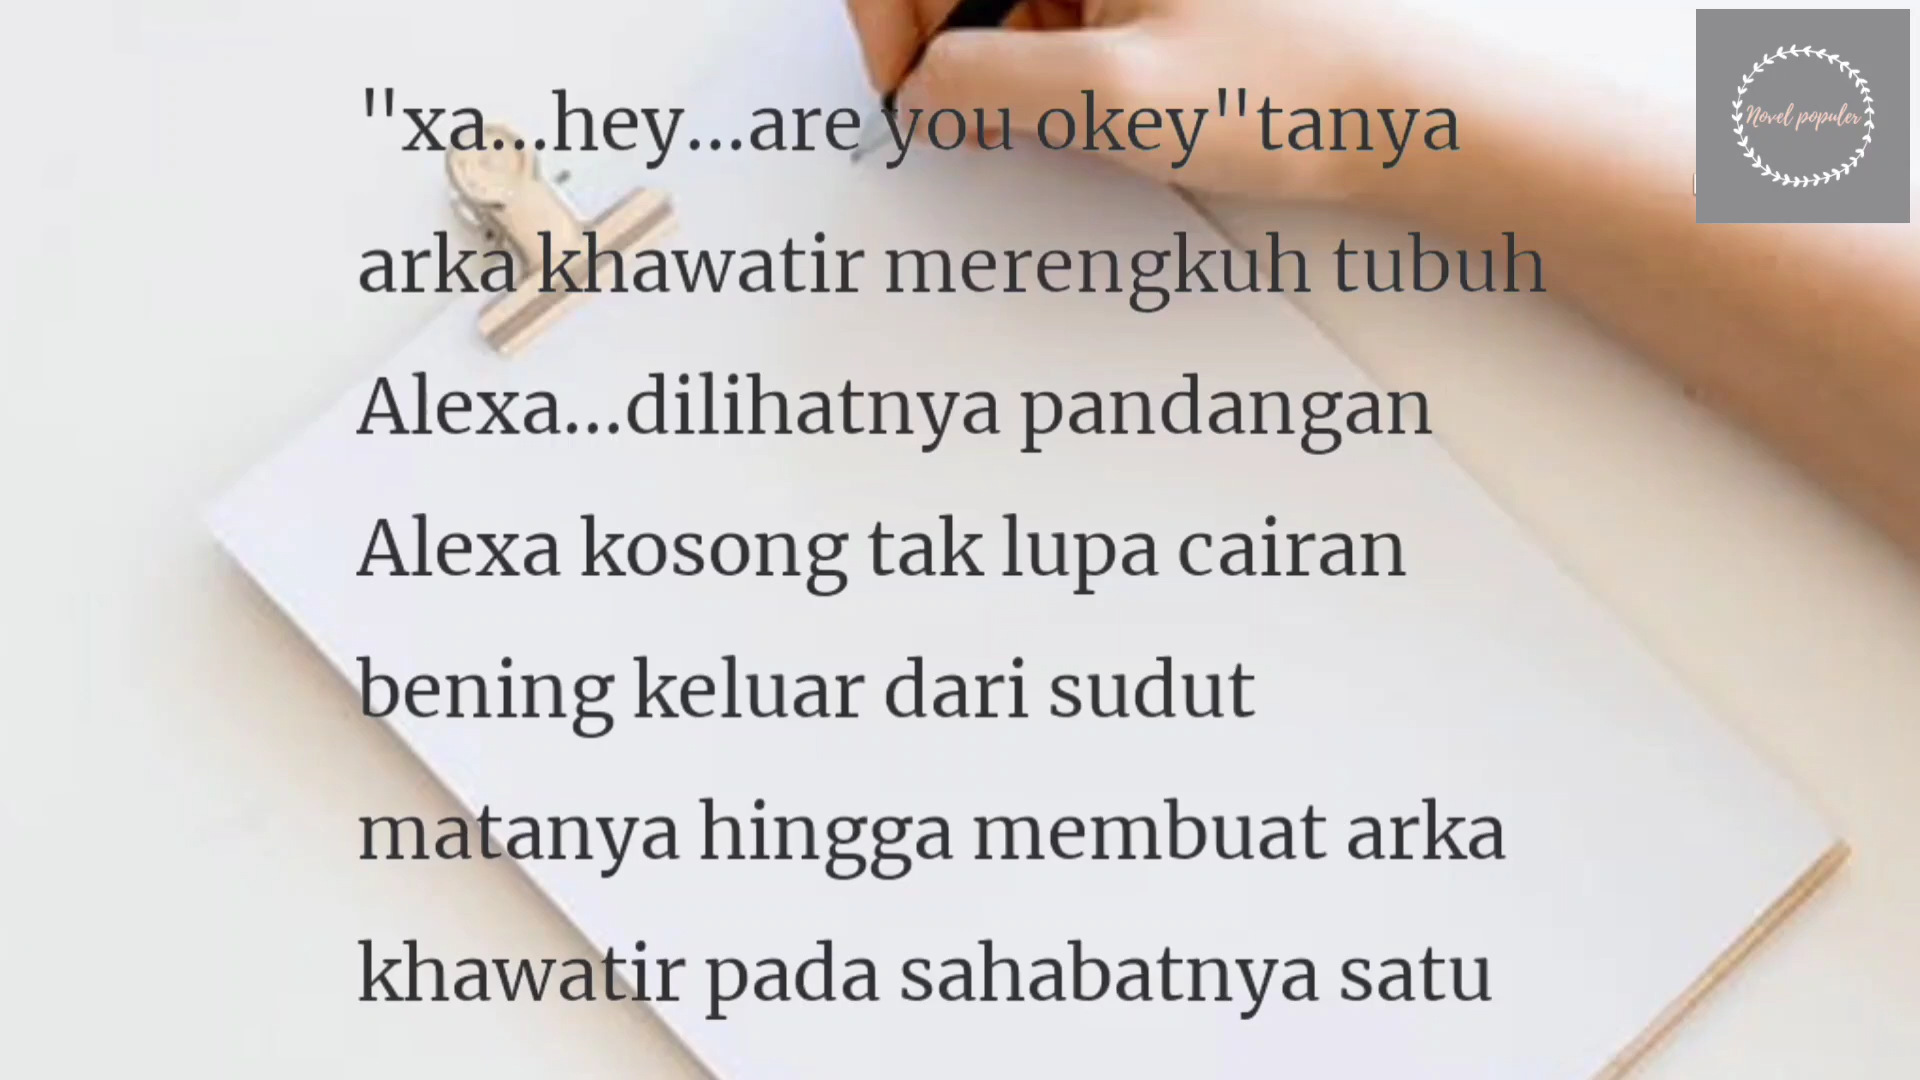 "xa...hey...are you okey"tanya
arka khawatir merengkuh tubuh
Alexa...dilihatnya pandangan
Alexa kosong tak lupa cairan
bening keluar dari sudut
matanya hingga membuat arka
khawatir pada sahabatnya satu
Novel populer